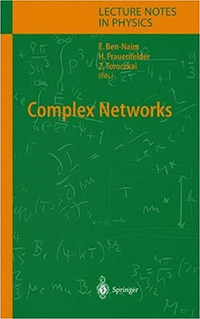 LECTURE NOTES
IN PHYSICS
E. Ben-Naim
H. Frauenfelder
Z. Toroczkai
(Eds.)
Complex Networks
Springer